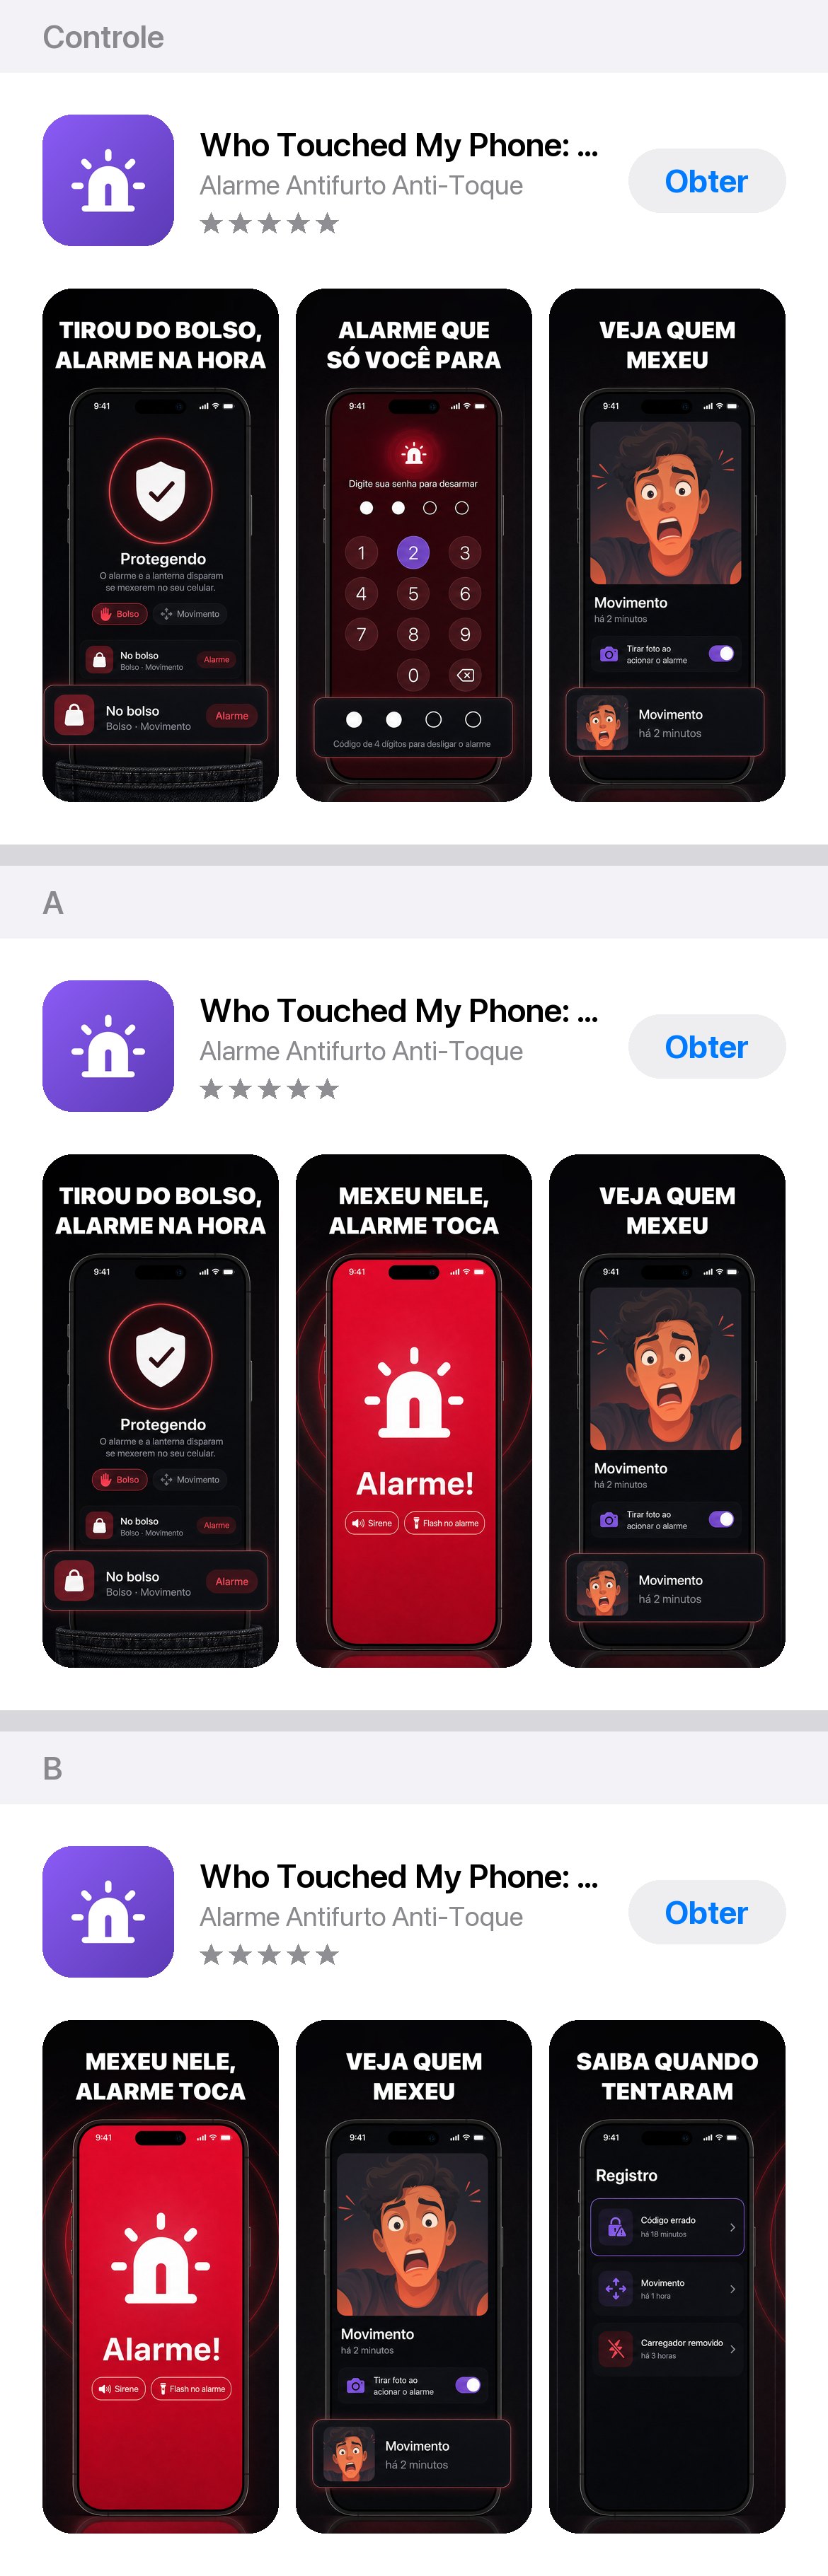 Controle
Who Touched My Phone: ...
Alarme Antifurto Anti-Toque
Obter
TIROU DO BOLSO,
ALARME NA HORA
9:41
Protegendo
O alarme e a lanterna disparam
se mexerem no seu celular.
Bolso
Movimento
No bolso
Bolso · Movimento
Alarme
No bolso
Bolso · Movimento
Alarme
ALARME QUE
SÓ VOCÊ PARA
9:41
Digite sua senha para desarmar
1 2 3
4 5 6
7 8 9
0
Código de 4 dígitos para desligar o alarme
VEJA QUEM
MEXEU
9:41
Movimento
há 2 minutos
Tirar foto ao
acionar o alarme
Movimento
há 2 minutos
A
Who Touched My Phone: ...
Alarme Antifurto Anti-Toque
Obter
TIROU DO BOLSO,
ALARME NA HORA
9:41
Protegendo
O alarme e a lanterna disparam
se mexerem no seu celular.
Bolso
Movimento
No bolso
Bolso · Movimento
Alarme
No bolso
Bolso · Movimento
Alarme
MEXEU NELE,
ALARME TOCA
9:41
Alarme!
Sirene
Flash no alarme
VEJA QUEM
MEXEU
9:41
Movimento
há 2 minutos
Tirar foto ao
acionar o alarme
Movimento
há 2 minutos
B
Who Touched My Phone: ...
Alarme Antifurto Anti-Toque
Obter
MEXEU NELE,
ALARME TOCA
9:41
Alarme!
Sirene
Flash no alarme
VEJA QUEM
MEXEU
9:41
Movimento
há 2 minutos
Tirar foto ao
acionar o alarme
Movimento
há 2 minutos
SAIBA QUANDO
TENTARAM
9:41
Registro
Código errado
há 18 minutos
Movimento
há 1 hora
Carregador removido
há 3 horas